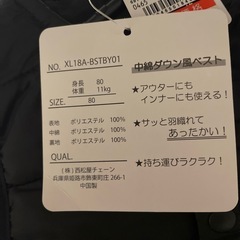 0465
NO. XL18A-BSTBY01
身長 80
体重 11kg
SIZE. 80
表地 ポリエステル 100%
中綿 ポリエステル 100%
裏地 ポリエステル 100%
QUAL.
(株)西松屋チェーン
兵庫県姫路市飾東町庄 266-1
中国製
中綿ダウン風ベスト
★アウターにも
インナーにも使える!
★サッと羽織れて
あったかい!
★持ち運びラクラク!